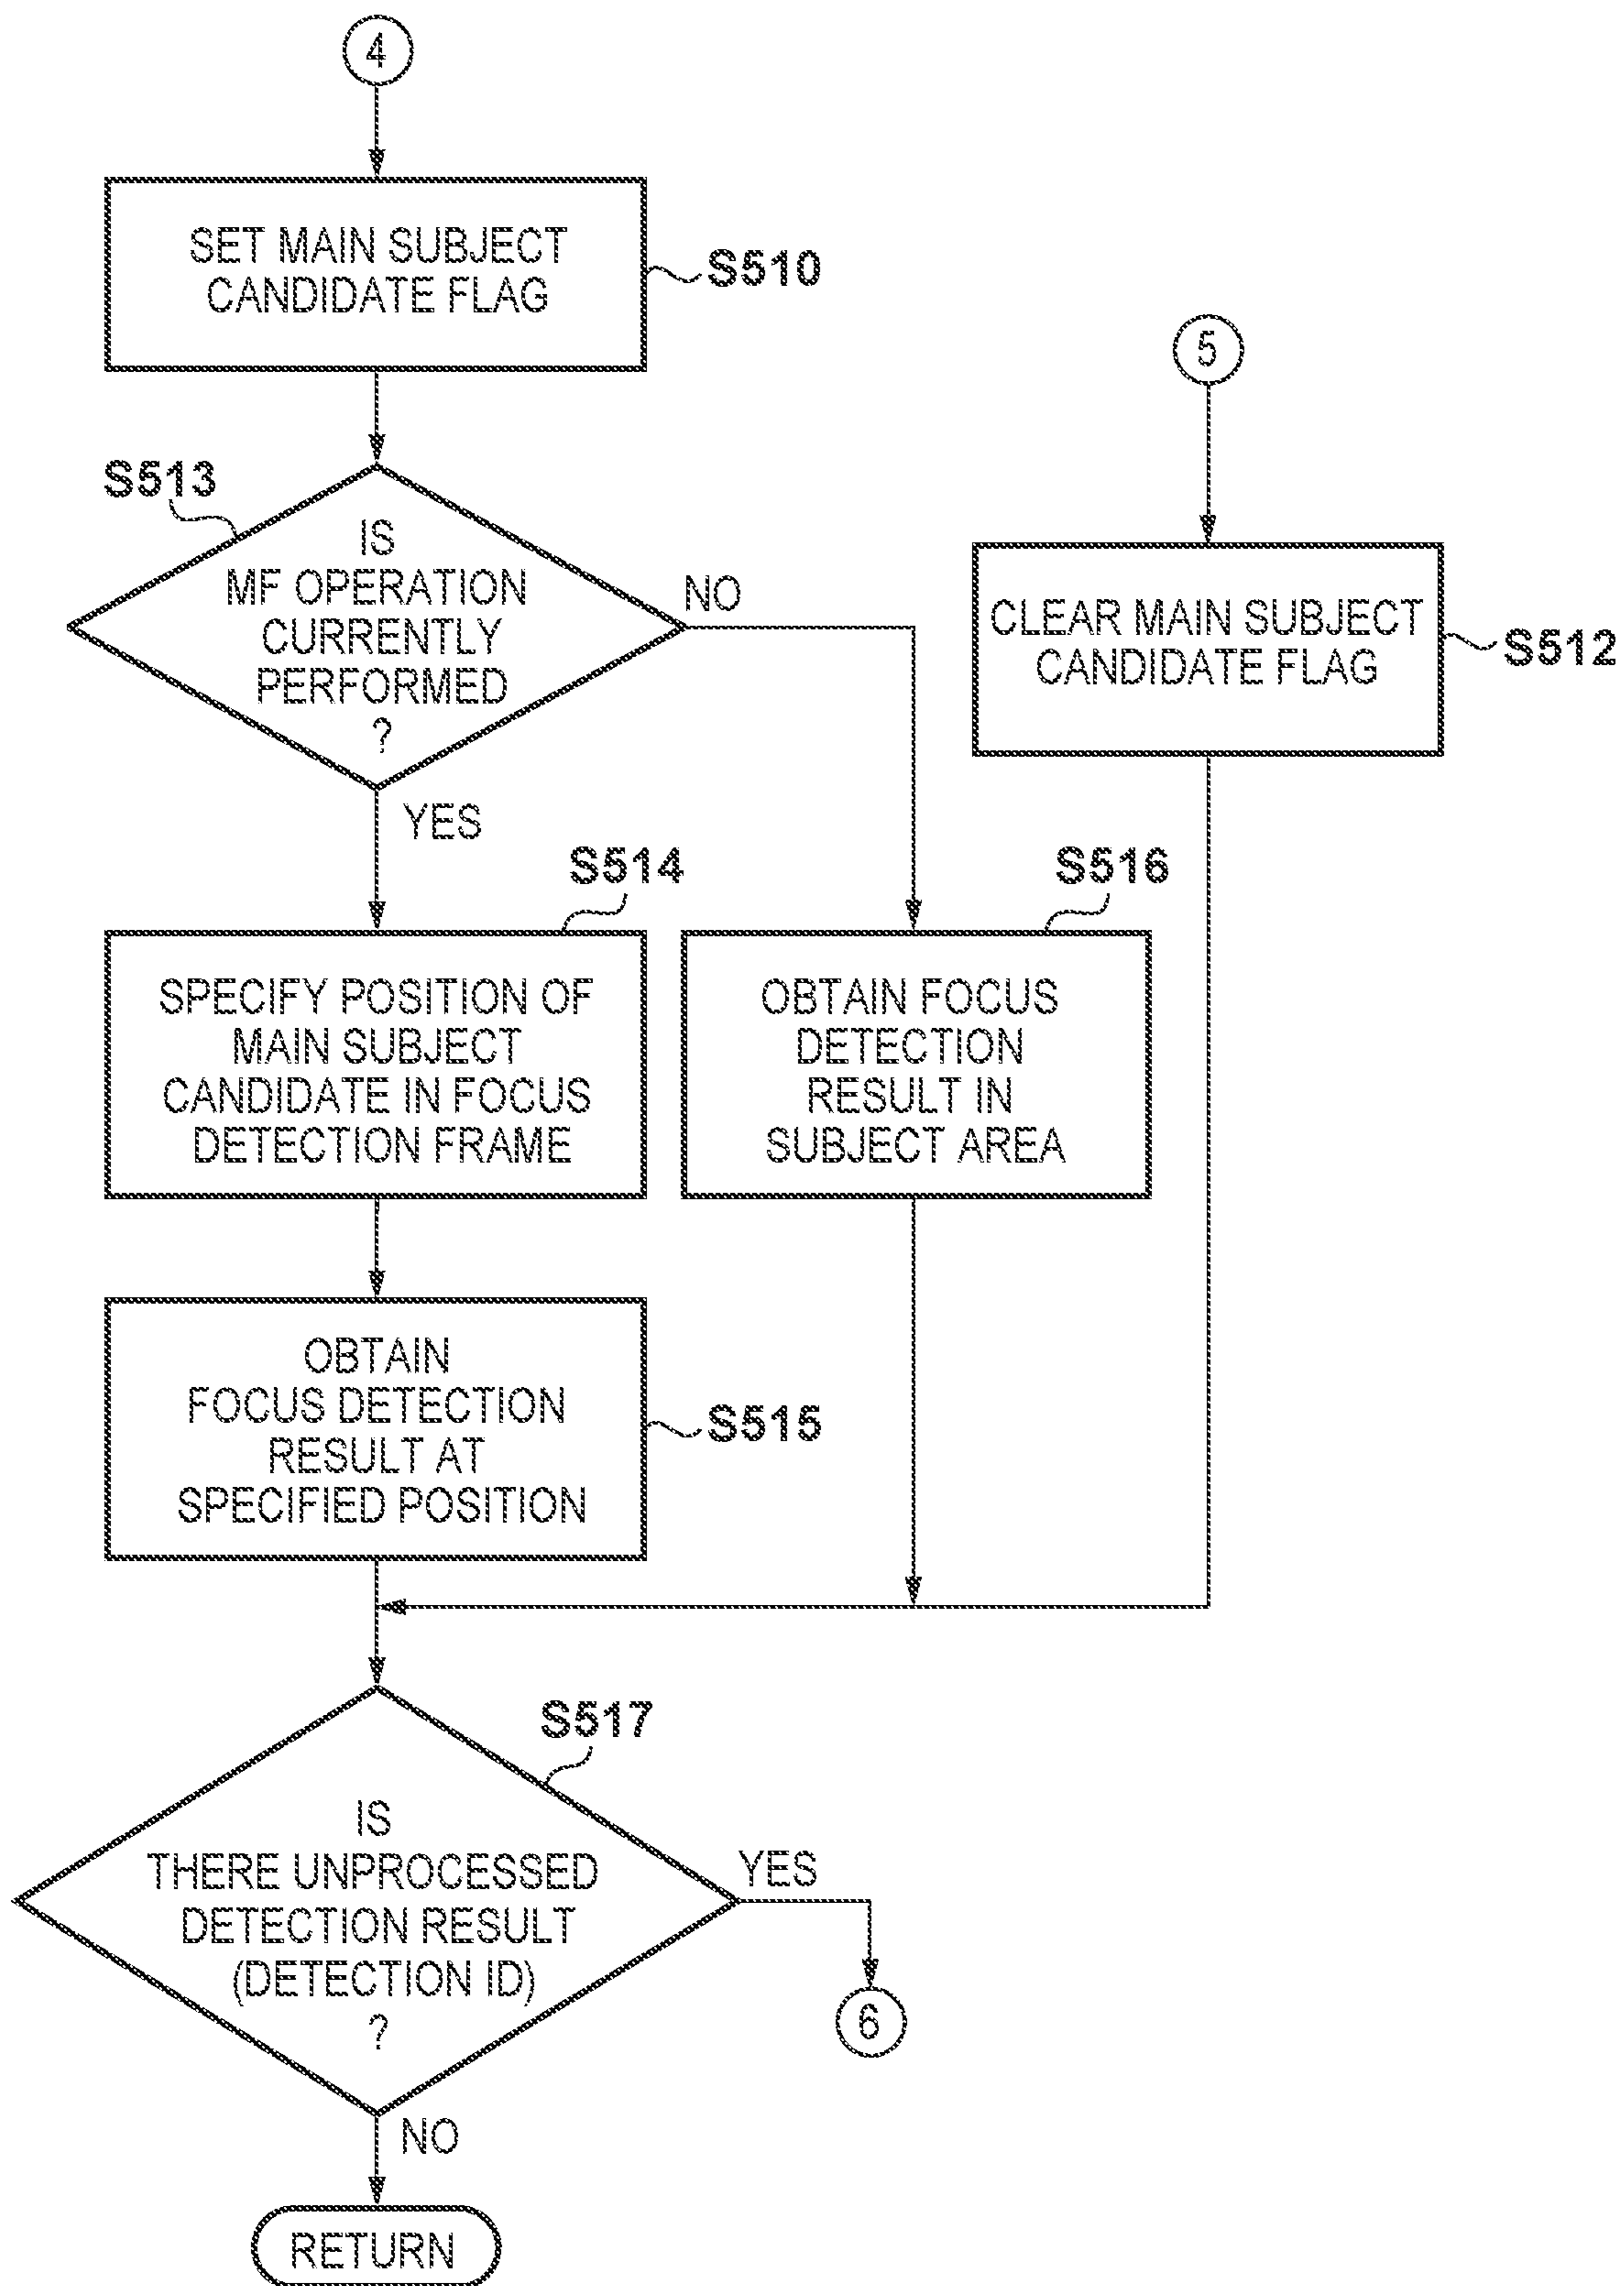 4
SET MAIN SUBJECT
CANDIDATE FLAG
S510
5
S513
IS
MF OPERATION
CURRENTLY
PERFORMED
?
NO
YES
CLEAR MAIN SUBJECT
CANDIDATE FLAG
S512
S514
SPECIFY POSITION OF
MAIN SUBJECT
CANDIDATE IN FOCUS
DETECTION FRAME
S516
OBTAIN FOCUS
DETECTION
RESULT IN
SUBJECT AREA
OBTAIN
FOCUS DETECTION
RESULT AT
SPECIFIED POSITION
S515
S517
IS
THERE UNPROCESSED
DETECTION RESULT
(DETECTION ID)
?
YES
6
NO
RETURN